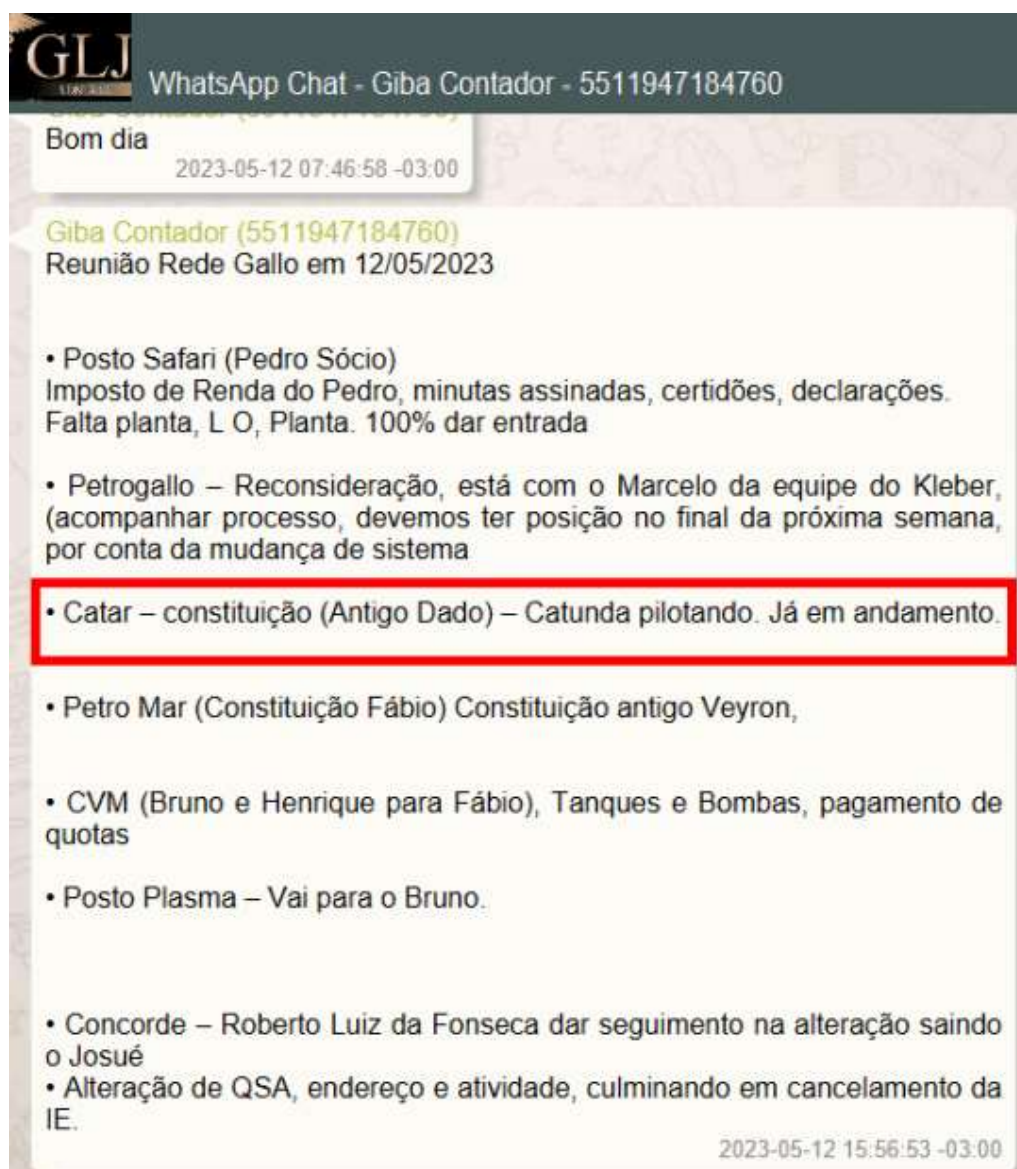 GLJ
WhatsApp Chat - Giba Contador - 5511947184760
Bom dia
2023-05-12 07:46:58 -03:00
Giba Contador (5511947184760)
Reunião Rede Gallo em 12/05/2023
• Posto Safari (Pedro Sócio)
Imposto de Renda do Pedro, minutas assinadas, certidões, declarações.
Falta planta, L O, Planta. 100% dar entrada
• Petrogallo – Reconsideração, está com o Marcelo da equipe do Kleber,
(acompanhar processo, devemos ter posição no final da próxima semana,
por conta da mudança de sistema
• Catar – constituição (Antigo Dado) – Catunda pilotando. Já em andamento.
• Petro Mar (Constituição Fábio) Constituição antigo Veyron,
• CVM (Bruno e Henrique para Fábio), Tanques e Bombas, pagamento de
quotas
• Posto Plasma – Vai para o Bruno.
• Concorde – Roberto Luiz da Fonseca dar seguimento na alteração saindo
o Josué
• Alteração de QSA, endereço e atividade, culminando em cancelamento da
IE.
2023-05-12 15:56:53 -03:00